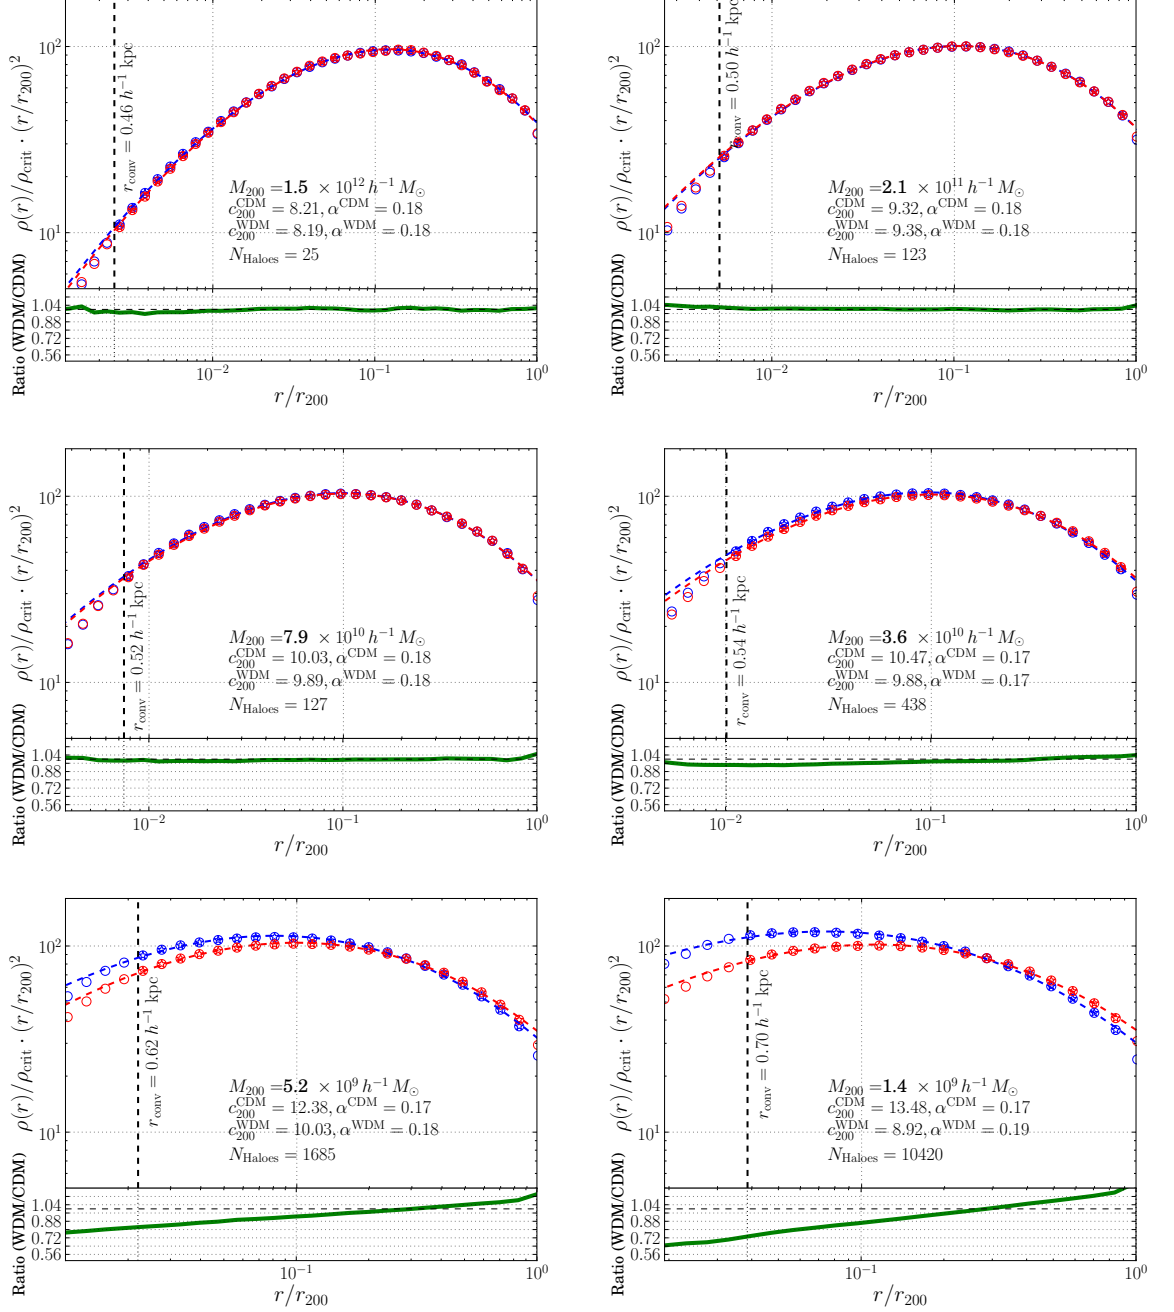 10²
10¹
ρ(r)/ρ_crit · (r/r₂₀₀)²
r_conv = 0.46 h⁻¹ kpc
M₂₀₀ = 1.5 × 10¹² h⁻¹ M_⊙
c₂₀₀^CDM = 8.21, α^CDM = 0.18
c₂₀₀^WDM = 8.19, α^WDM = 0.18
N_Haloes = 25
Ratio (WDM/CDM)
1.04
0.88
0.72
0.56
10⁻²
10⁻¹
10⁰
r/r₂₀₀
10²
10¹
ρ(r)/ρ_crit · (r/r₂₀₀)²
r_conv = 0.50 h⁻¹ kpc
M₂₀₀ = 2.1 × 10¹¹ h⁻¹ M_⊙
c₂₀₀^CDM = 9.32, α^CDM = 0.18
c₂₀₀^WDM = 9.38, α^WDM = 0.18
N_Haloes = 123
Ratio (WDM/CDM)
1.04
0.88
0.72
0.56
10⁻²
10⁻¹
10⁰
r/r₂₀₀
10²
10¹
ρ(r)/ρ_crit · (r/r₂₀₀)²
r_conv = 0.52 h⁻¹ kpc
M₂₀₀ = 7.9 × 10¹⁰ h⁻¹ M_⊙
c₂₀₀^CDM = 10.03, α^CDM = 0.18
c₂₀₀^WDM = 9.89, α^WDM = 0.18
N_Haloes = 127
Ratio (WDM/CDM)
1.04
0.88
0.72
0.56
10⁻²
10⁻¹
10⁰
r/r₂₀₀
10²
10¹
ρ(r)/ρ_crit · (r/r₂₀₀)²
r_conv = 0.54 h⁻¹ kpc
M₂₀₀ = 3.6 × 10¹⁰ h⁻¹ M_⊙
c₂₀₀^CDM = 10.47, α^CDM = 0.17
c₂₀₀^WDM = 9.88, α^WDM = 0.17
N_Haloes = 438
Ratio (WDM/CDM)
1.04
0.88
0.72
0.56
10⁻²
10⁻¹
10⁰
r/r₂₀₀
10²
10¹
ρ(r)/ρ_crit · (r/r₂₀₀)²
r_conv = 0.62 h⁻¹ kpc
M₂₀₀ = 5.2 × 10⁹ h⁻¹ M_⊙
c₂₀₀^CDM = 12.38, α^CDM = 0.17
c₂₀₀^WDM = 10.03, α^WDM = 0.18
N_Haloes = 1685
Ratio (WDM/CDM)
1.04
0.88
0.72
0.56
10⁻¹
10⁰
r/r₂₀₀
10²
10¹
ρ(r)/ρ_crit · (r/r₂₀₀)²
r_conv = 0.70 h⁻¹ kpc
M₂₀₀ = 1.4 × 10⁹ h⁻¹ M_⊙
c₂₀₀^CDM = 13.48, α^CDM = 0.17
c₂₀₀^WDM = 8.92, α^WDM = 0.19
N_Haloes = 10420
Ratio (WDM/CDM)
1.04
0.88
0.72
0.56
10⁻¹
10⁰
r/r₂₀₀